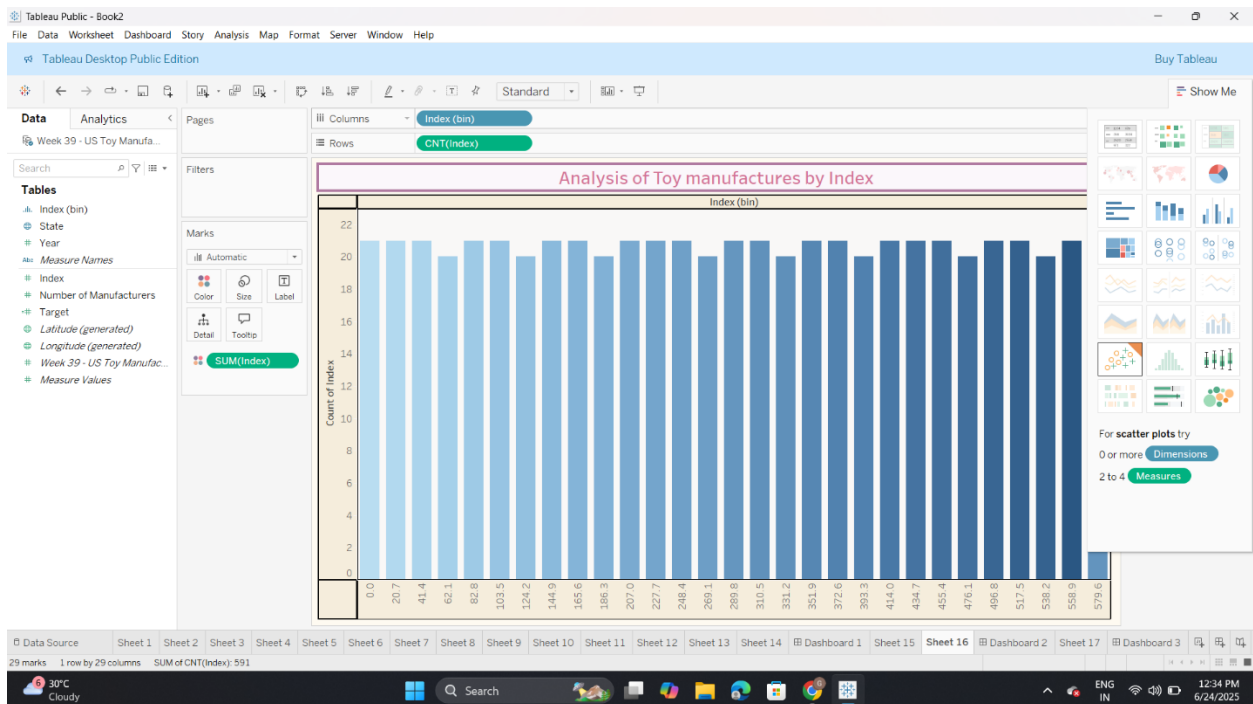 Tableau Public - Book2
File Data Worksheet Dashboard Story Analysis Map Format Server Window Help
Tableau Desktop Public Edition
Buy Tableau
Standard
Show Me
Data Analytics
Week 39 - US Toy Manufa...
Search
Tables
Index (bin)
State
Year
Abc Measure Names
Index
Number of Manufacturers
Target
Latitude (generated)
Longitude (generated)
Week 39 - US Toy Manufac...
Measure Values
Pages
Filters
Marks
Automatic
Color Size Label
Detail Tooltip
SUM(Index)
Columns Index (bin)
Rows CNT(Index)
Analysis of Toy manufactures by Index
Index (bin)
Count of Index
22
20
18
16
14
12
10
8
6
4
2
0
0.0 20.7 41.4 62.1 82.8 103.5 124.2 144.9 165.6 186.3 207.0 227.7 248.4 269.1 289.8 310.5 331.2 351.9 372.6 393.3 414.0 434.7 455.4 476.1 496.8 517.5 538.2 558.9 579.6
For scatter plots try
0 or more Dimensions
2 to 4 Measures
Data Source Sheet 1 Sheet 2 Sheet 3 Sheet 4 Sheet 5 Sheet 6 Sheet 7 Sheet 8 Sheet 9 Sheet 10 Sheet 11 Sheet 12 Sheet 13 Sheet 14 Dashboard 1 Sheet 15 Sheet 16 Dashboard 2 Sheet 17 Dashboard 3
29 marks 1 row by 29 columns SUM of CNT(Index): 591
6
30°C
Cloudy
Search
ENG
IN
12:34 PM
6/24/2025